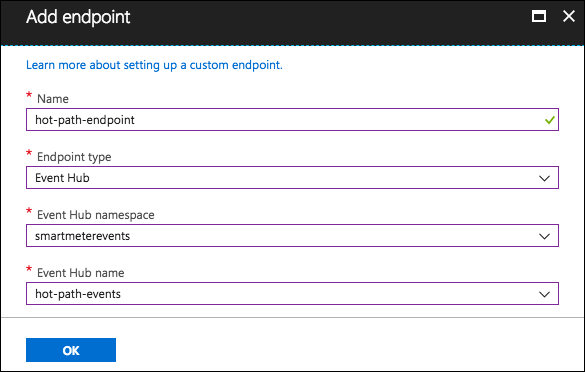 Add endpoint
Learn more about setting up a custom endpoint.
* Name
hot-path-endpoint
* Endpoint type
Event Hub
* Event Hub namespace
smartmeterevents
* Event Hub name
hot-path-events
OK